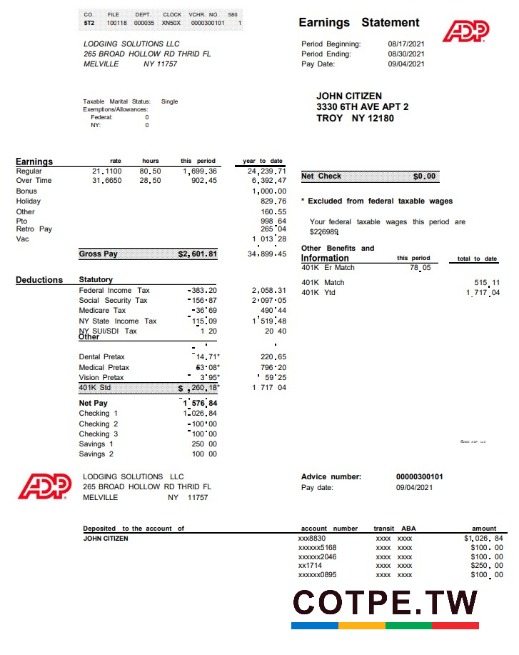 CO. FILE DEPT. CLOCK VCHR. NO. 580
5T2 100118 000035 XN50X 0000300101 1
Earnings Statement
ADP
LODGING SOLUTIONS LLC
265 BROAD HOLLOW RD THRID FL
MELVILLE NY 11757
Period Beginning: 08/17/2021
Period Ending: 08/30/2021
Pay Date: 09/04/2021
Taxable Marital Status: Single
Exemptions/Allowances:
Federal: 0
NY: 0
JOHN CITIZEN
3330 6TH AVE APT 2
TROY NY 12180
Earnings rate hours this period year to date
Regular 21.1100 80.50 1,699.36 24,239.71
Over Time 31.6650 28.50 902.45 6,392.47
Bonus 1,000.00
Holiday 829.76
Other 160.55
Pto 998 64
Retro Pay 265 04
Vac 1 013 28
Gross Pay $2,601.81 34,899.45
Net Check $0.00
* Excluded from federal taxable wages
Your federal taxable wages this period are
$226989
Other Benefits and
Information this period total to date
401K Er Match 78.05
401K Match 515.11
401K Ytd 1 717 04
Deductions Statutory
Federal Income Tax -383.20 2,058.31
Social Security Tax -156.87 2,097.05
Medicare Tax -36.69 490.44
NY State Income Tax 115.09 1,519.48
NY SUI/SDI Tax 1 20 20 40
Other
Dental Pretax 14.71* 220.65
Medical Pretax 63.08* 796.20
Vision Pretax 3.95* 59.25
401K Std $ ,260.18* 1 717 04
Net Pay 1 576.84
Checking 1 1-026.84
Checking 2 -100.00
Checking 3 100.00
Savings 1 250 00
Savings 2 100 00
ADP
LODGING SOLUTIONS LLC
265 BROAD HOLLOW RD THRID FL
MELVILLE NY 11757
Advice number: 00000300101
Pay date: 09/04/2021
Deposited to the account of account number transit ABA amount
JOHN CITIZEN xxx8830 xxxx xxxx $1,026.84
xxxxxx5168 xxxx xxxx $100.00
xxxxxx2046 xxxx xxxx $100.00
xx1714 xxxx xxxx $250.00
xxxxxx0895 xxxx xxxx $100.00
COTPE.TW